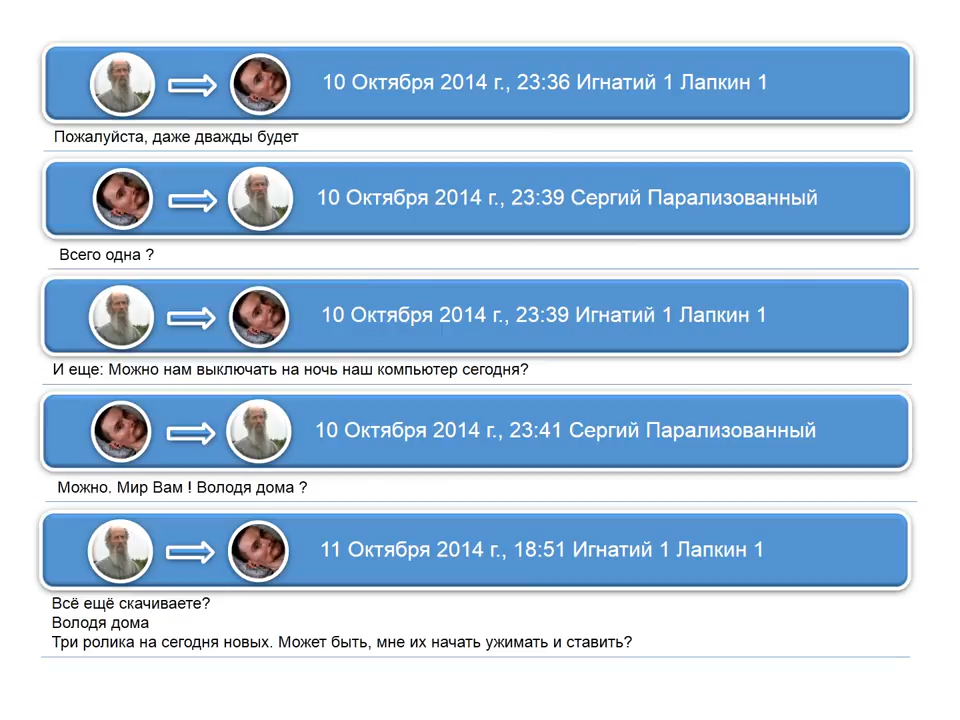 10 Октября 2014 г., 23:36 Игнатий 1 Лапкин 1
Пожалуйста, даже дважды будет
10 Октября 2014 г., 23:39 Сергий Парализованный
Всего одна ?
10 Октября 2014 г., 23:39 Игнатий 1 Лапкин 1
И еще: Можно нам выключать на ночь наш компьютер сегодня?
10 Октября 2014 г., 23:41 Сергий Парализованный
Можно. Мир Вам ! Володя дома ?
11 Октября 2014 г., 18:51 Игнатий 1 Лапкин 1
Всё ещё скачиваете?
Володя дома
Три ролика на сегодня новых. Может быть, мне их начать ужимать и ставить?